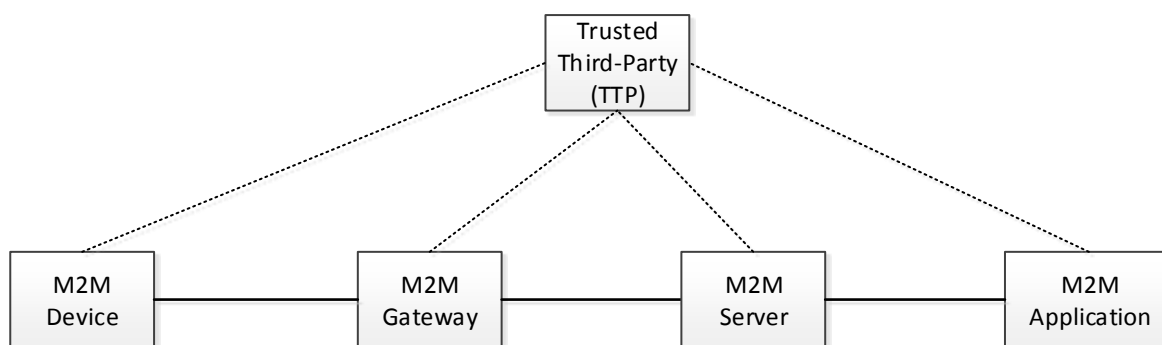 Trusted
Third-Party
(TTP)
M2M
Device
M2M
Gateway
M2M
Server
M2M
Application